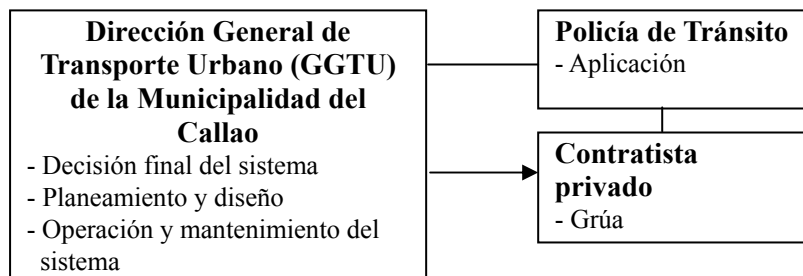 Dirección General de
Transporte Urbano (GGTU)
de la Municipalidad del
Callao
- Decisión final del sistema
- Planeamiento y diseño
- Operación y mantenimiento del
sistema
Policía de Tránsito
- Aplicación
Contratista
privado
- Grúa